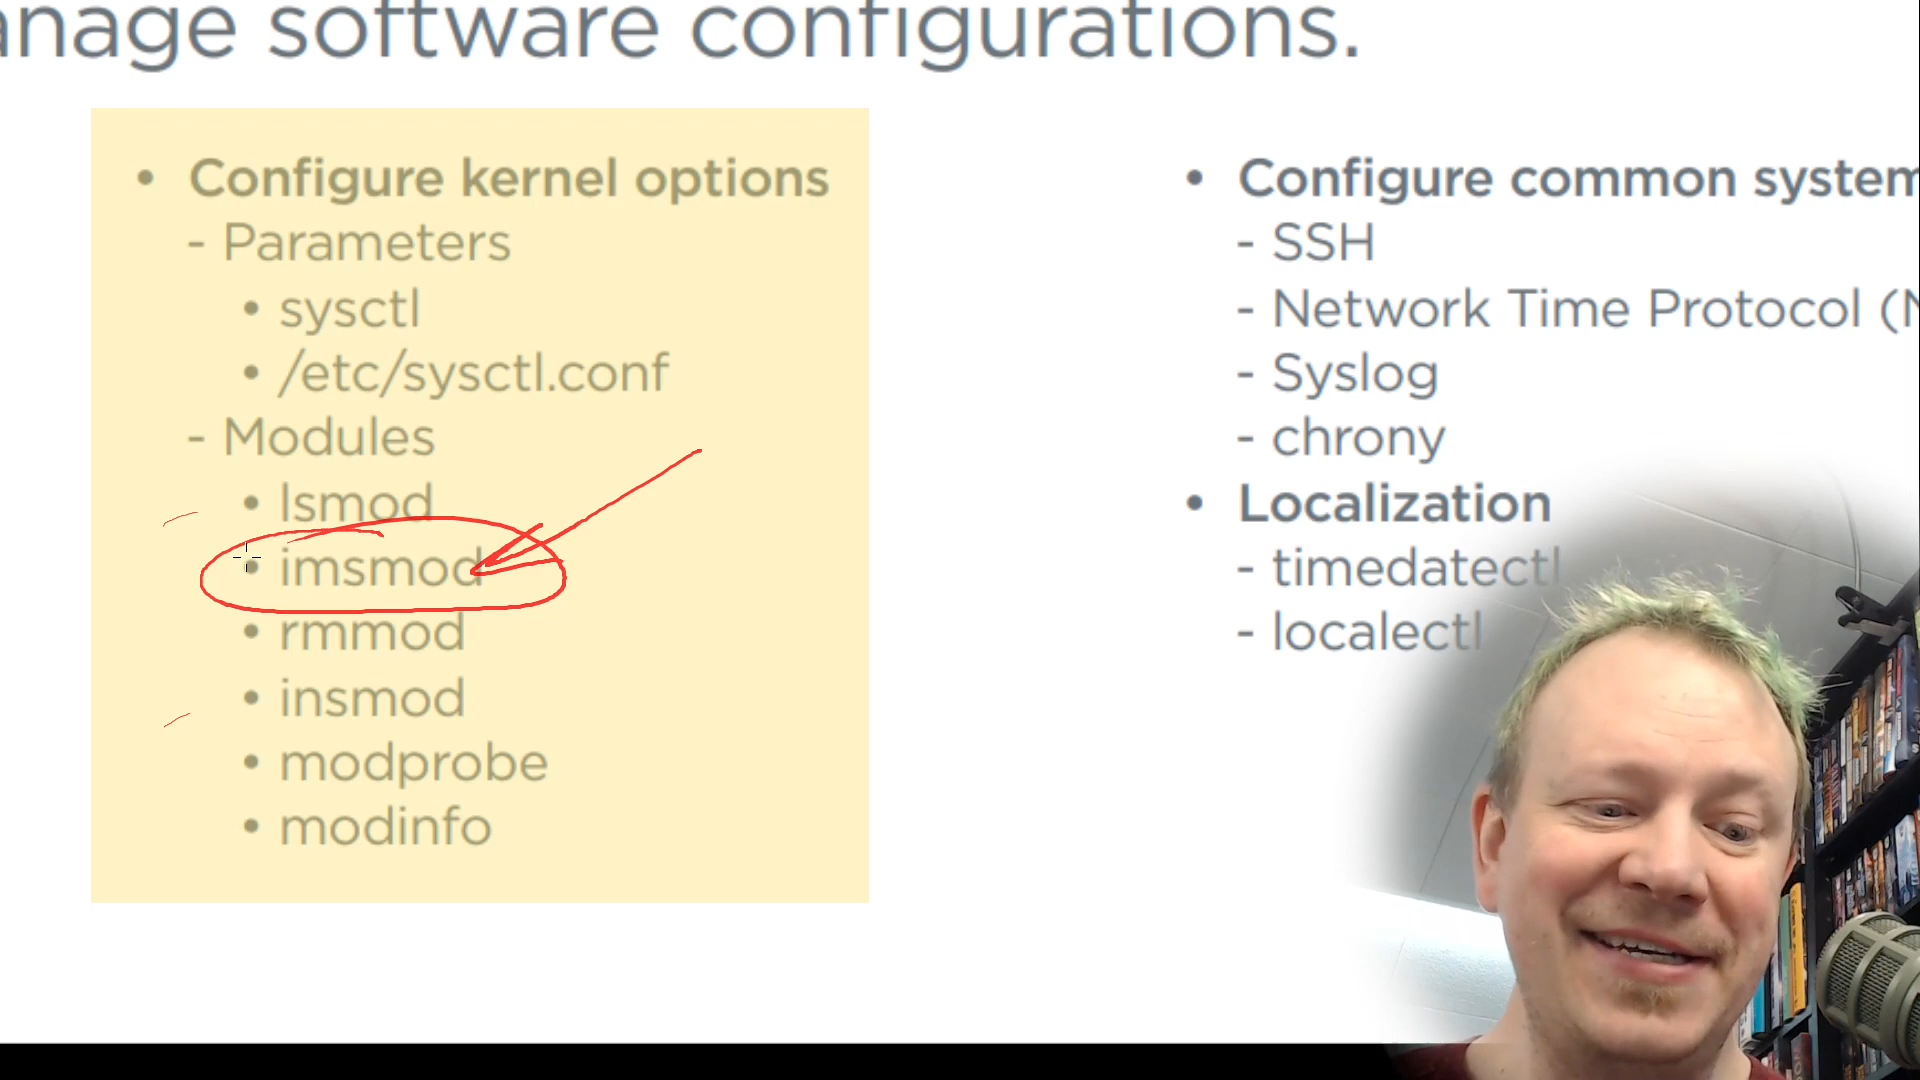 anage software configurations.
• Configure kernel options
- Parameters
• sysctl
• /etc/sysctl.conf
- Modules
• lsmod
• imsmod
• rmmod
• insmod
• modprobe
• modinfo
• Configure common system
- SSH
- Network Time Protocol (N
- Syslog
- chrony
• Localization
- timedatectl
- localectl